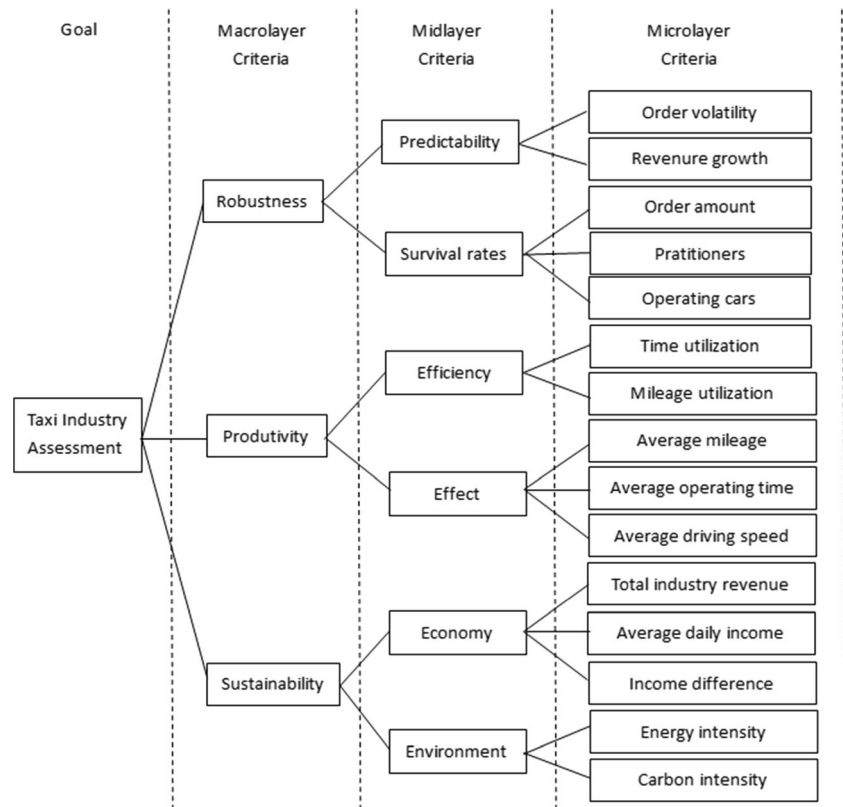 Goal
Macrolayer
Criteria
Midlayer
Criteria
Microlayer
Criteria
Taxi Industry
Assessment
Robustness
Produtivity
Sustainability
Predictability
Survival rates
Efficiency
Effect
Economy
Environment
Order volatility
Revenure growth
Order amount
Pratitioners
Operating cars
Time utilization
Mileage utilization
Average mileage
Average operating time
Average driving speed
Total industry revenue
Average daily income
Income difference
Energy intensity
Carbon intensity